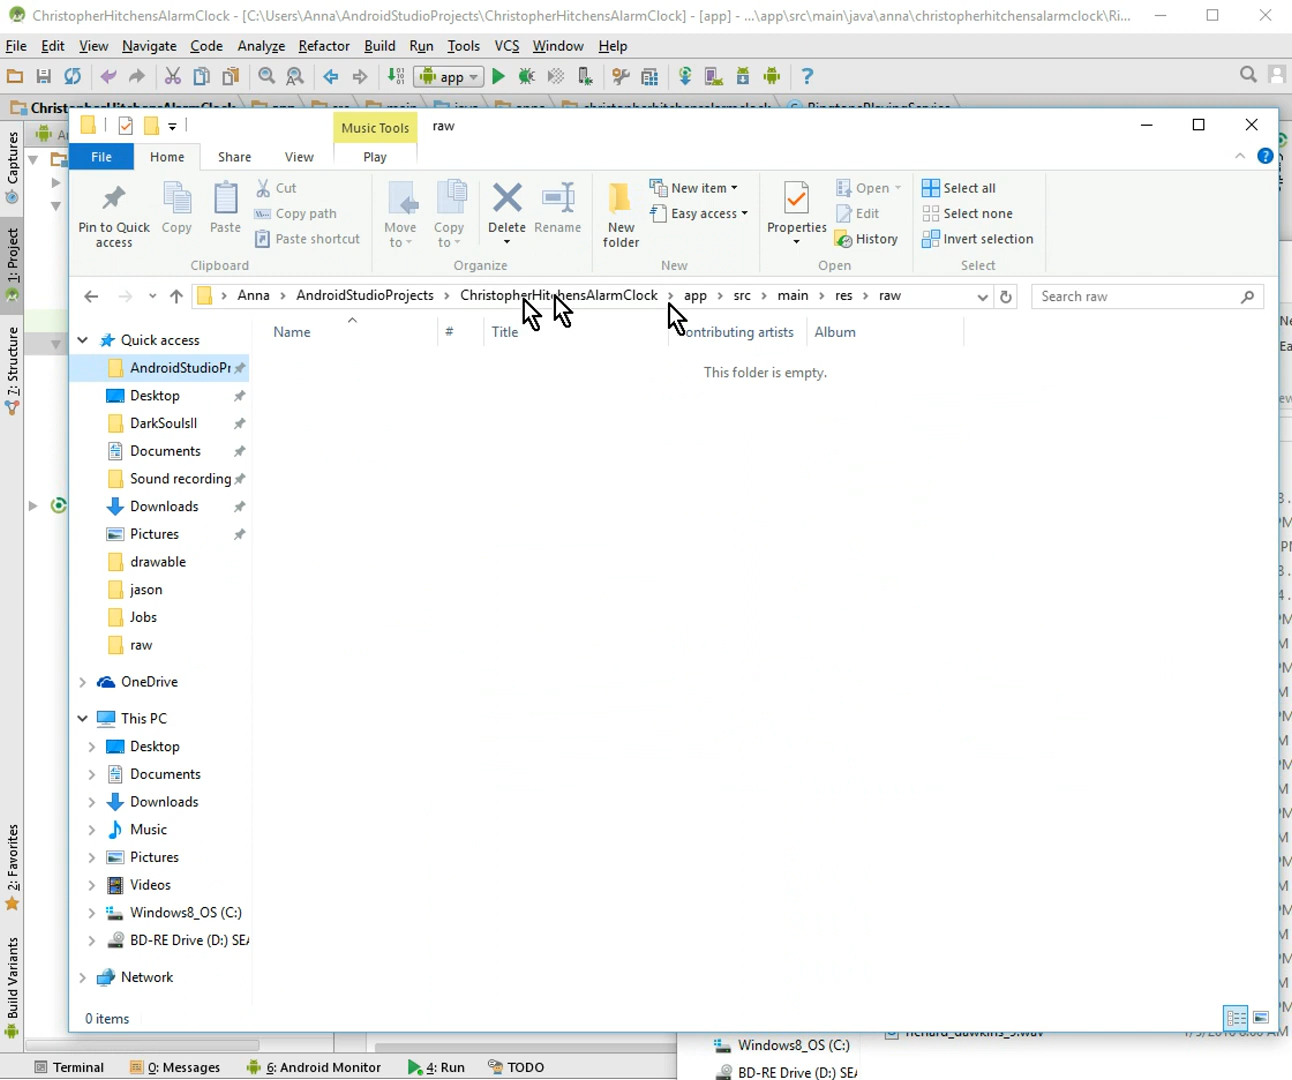 ChristopherHitchensAlarmClock - [C:\Users\Anna\AndroidStudioProjects\ChristopherHitchensAlarmClock] - [app] - ...\app\src\main\java\anna\christopherhitchensalarmclock\Ri...
File Edit View Navigate Code Analyze Refactor Build Run Tools VCS Window Help
app
Music Tools raw
File Home Share View Play
Pin to Quick access
Copy
Paste
Cut
Copy path
Paste shortcut
Clipboard
Move to
Copy to
Delete
Rename
Organize
New folder
New item
Easy access
New
Properties
Open
Edit
History
Open
Select all
Select none
Invert selection
Select
Anna > AndroidStudioProjects > ChristopherHitchensAlarmClock > app > src > main > res > raw
Search raw
Name # Title ontributing artists Album
This folder is empty.
Quick access
AndroidStudioPr
Desktop
DarkSoulsII
Documents
Sound recording
Downloads
Pictures
drawable
jason
Jobs
raw
OneDrive
This PC
Desktop
Documents
Downloads
Music
Pictures
Videos
Windows8_OS (C:)
BD-RE Drive (D:) SE
Network
0 items
Captures
1: Project
7: Structure
2: Favorites
Build Variants
Windows8_OS (C:)
BD-RE Drive (D:) SE
Terminal 0: Messages 6: Android Monitor 4: Run TODO